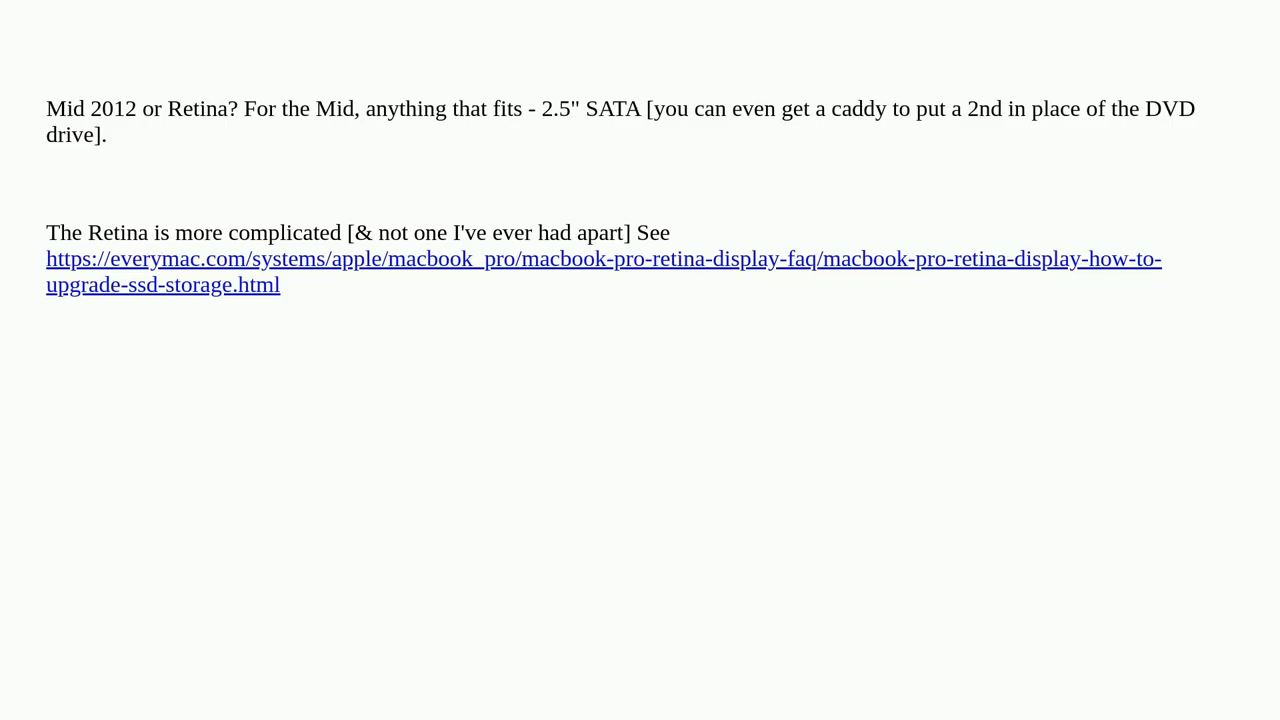 Mid 2012 or Retina? For the Mid, anything that fits - 2.5" SATA [you can even get a caddy to put a 2nd in place of the DVD
drive].
The Retina is more complicated [& not one I've ever had apart] See
https://everymac.com/systems/apple/macbook_pro/macbook-pro-retina-display-faq/macbook-pro-retina-display-how-to-
upgrade-ssd-storage.html